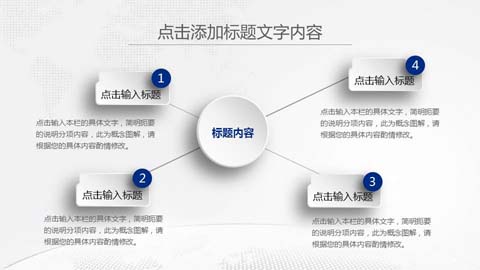 点击添加标题文字内容
1
点击输入标题
点击输入本栏的具体文字，简明扼要
的说明分项内容，此为概念图解，请
根据您的具体内容酌情修改。
4
点击输入标题
点击输入本栏的具体文字，简明扼要
的说明分项内容，此为概念图解，请
根据您的具体内容酌情修改。
标题内容
2
点击输入标题
点击输入本栏的具体文字，简明扼要
的说明分项内容，此为概念图解，请
根据您的具体内容酌情修改。
3
点击输入标题
点击输入本栏的具体文字，简明扼要
的说明分项内容，此为概念图解，请
根据您的具体内容酌情修改。